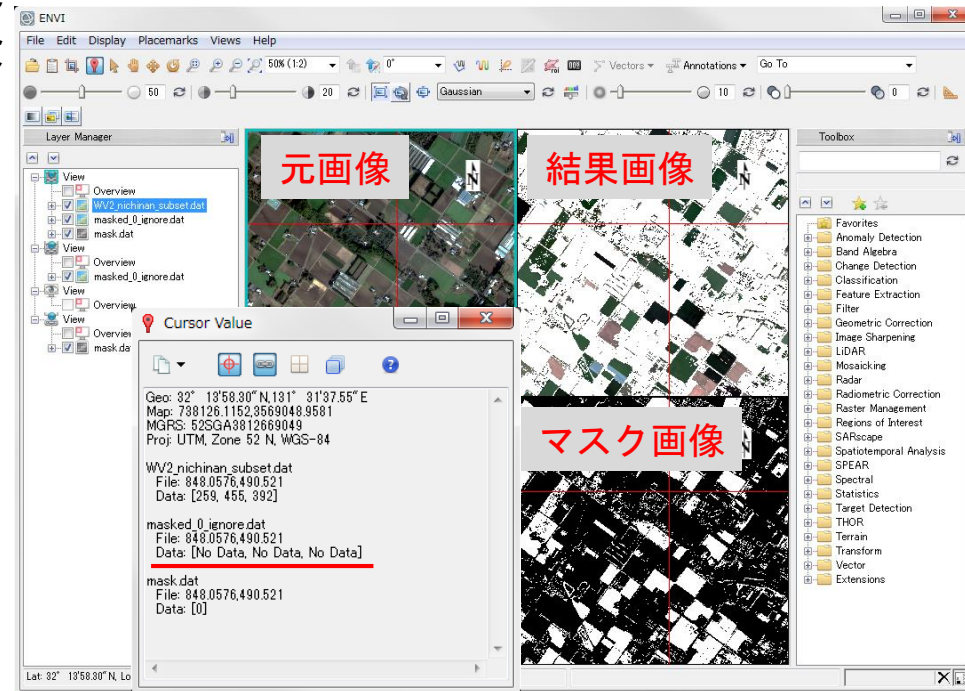 ENVI
File Edit Display Placemarks Views Help
50% (1:2) 0° Vectors Annotations Go To
50 20 Gaussian 10 0
Layer Manager
View
Overview
WV2_nichinan_subset.dat
masked_0_ignore.dat
mask.dat
View
Overview
masked_0_ignore.dat
View
Overview
View
Overview
mask.da
元画像
N
結果画像
N
マスク画像
Cursor Value
Geo: 32° 13'58.30"N,131° 31'37.55"E
Map: 738126.1152,3569048.9581
MGRS: 52SGA3812669049
Proj: UTM, Zone 52 N, WGS-84
WV2_nichinan_subset.dat
File: 848.0576,490.521
Data: [259, 455, 392]
masked_0_ignore.dat
File: 848.0576,490.521
Data: [No Data, No Data, No Data]
mask.dat
File: 848.0576,490.521
Data: [0]
Toolbox
Favorites
Anomaly Detection
Band Algebra
Change Detection
Classification
Feature Extraction
Filter
Geometric Correction
Image Sharpening
LiDAR
Mosaicking
Radar
Radiometric Correction
Raster Management
Regions of Interest
SARscape
Spatiotemporal Analysis
SPEAR
Spectral
Statistics
Target Detection
THOR
Terrain
Transform
Vector
Extensions
Lat: 32° 13'58.30"N, Lo